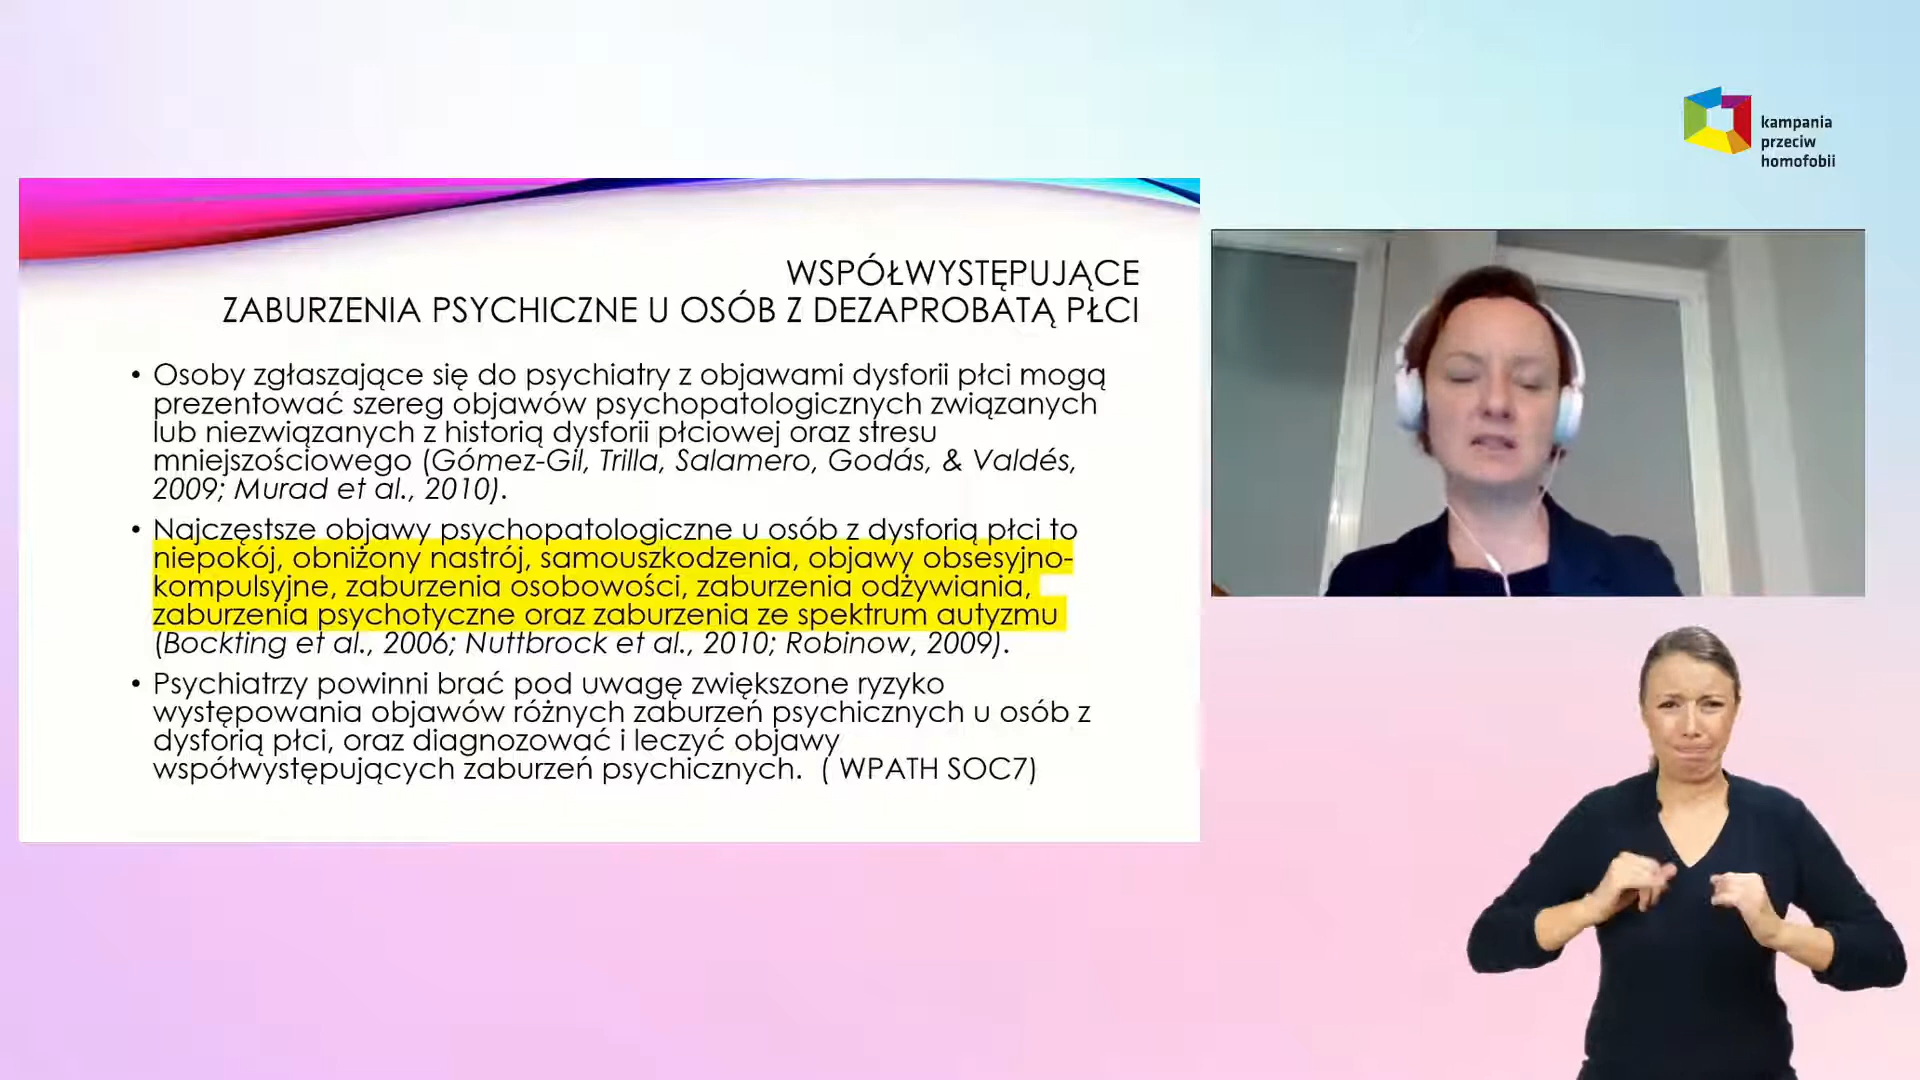 kampania
przeciw
homofobii
WSPÓŁWYSTĘPUJĄCE
ZABURZENIA PSYCHICZNE U OSÓB Z DEZAPROBATĄ PŁCI
• Osoby zgłaszające się do psychiatry z objawami dysforii płci mogą
prezentować szereg objawów psychopatologicznych związanych
lub niezwiązanych z historią dysforii płciowej oraz stresu
mniejszościowego (Gómez-Gil, Trilla, Salamero, Godás, & Valdés,
2009; Murad et al., 2010).
• Najczęstsze objawy psychopatologiczne u osób z dysforią płci to
niepokój, obniżony nastrój, samouszkodzenia, objawy obsesyjno-
kompulsyjne, zaburzenia osobowości, zaburzenia odżywiania,
zaburzenia psychotyczne oraz zaburzenia ze spektrum autyzmu
(Bockting et al., 2006; Nuttbrock et al., 2010; Robinow, 2009).
• Psychiatrzy powinni brać pod uwagę zwiększone ryzyko
występowania objawów różnych zaburzeń psychicznych u osób z
dysforią płci, oraz diagnozować i leczyć objawy
współwystępujących zaburzeń psychicznych. ( WPATH SOC7)